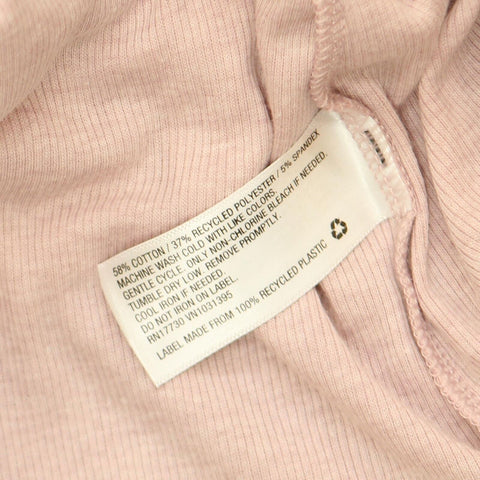 58% COTTON / 37% RECYCLED POLYESTER / 5% SPANDEX
MACHINE WASH COLD WITH LIKE COLORS.
GENTLE CYCLE. ONLY NON-CHLORINE BLEACH IF NEEDED.
TUMBLE DRY LOW. REMOVE PROMPTLY.
COOL IRON IF NEEDED.
DO NOT IRON ON LABEL.
RN17730 VN1031395
LABEL MADE FROM 100% RECYCLED PLASTIC